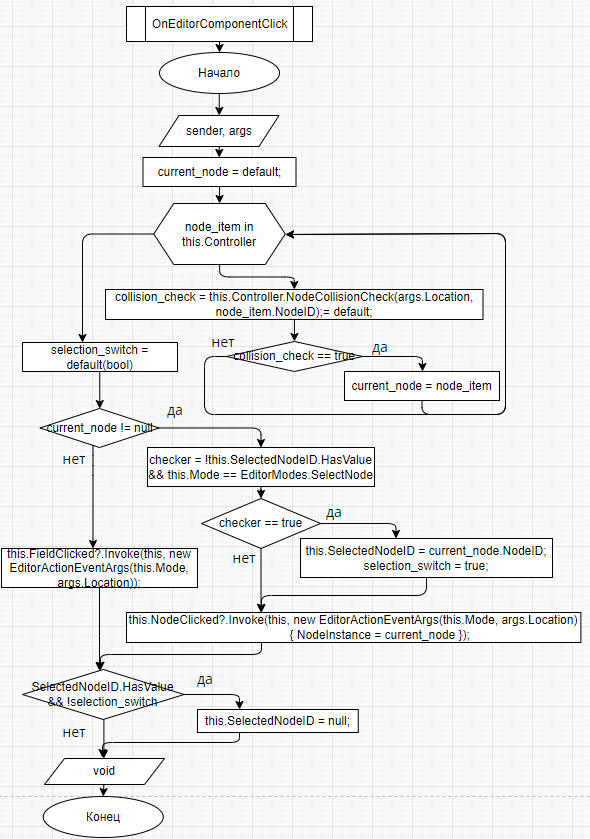 OnEditorComponentClick
Начало
sender, args
current_node = default;
node_item in
this.Controller
collision_check = this.Controller.NodeCollisionCheck(args.Location,
node_item.NodeID);= default;
selection_switch =
default(bool)
нет
collision_check == true
да
current_node = node_item
current_node != null
да
нет
checker = !this.SelectedNodeID.HasValue
&& this.Mode == EditorModes.SelectNode
checker == true
да
нет
this.SelectedNodeID = current_node.NodeID;
selection_switch = true;
this.FieldClicked?.Invoke(this, new
EditorActionEventArgs(this.Mode,
args.Location));
this.NodeClicked?.Invoke(this, new EditorActionEventArgs(this.Mode, args.Location)
{ NodeInstance = current_node });
SelectedNodeID.HasValue
&& !selection_switch
да
нет
this.SelectedNodeID = null;
void
Конец